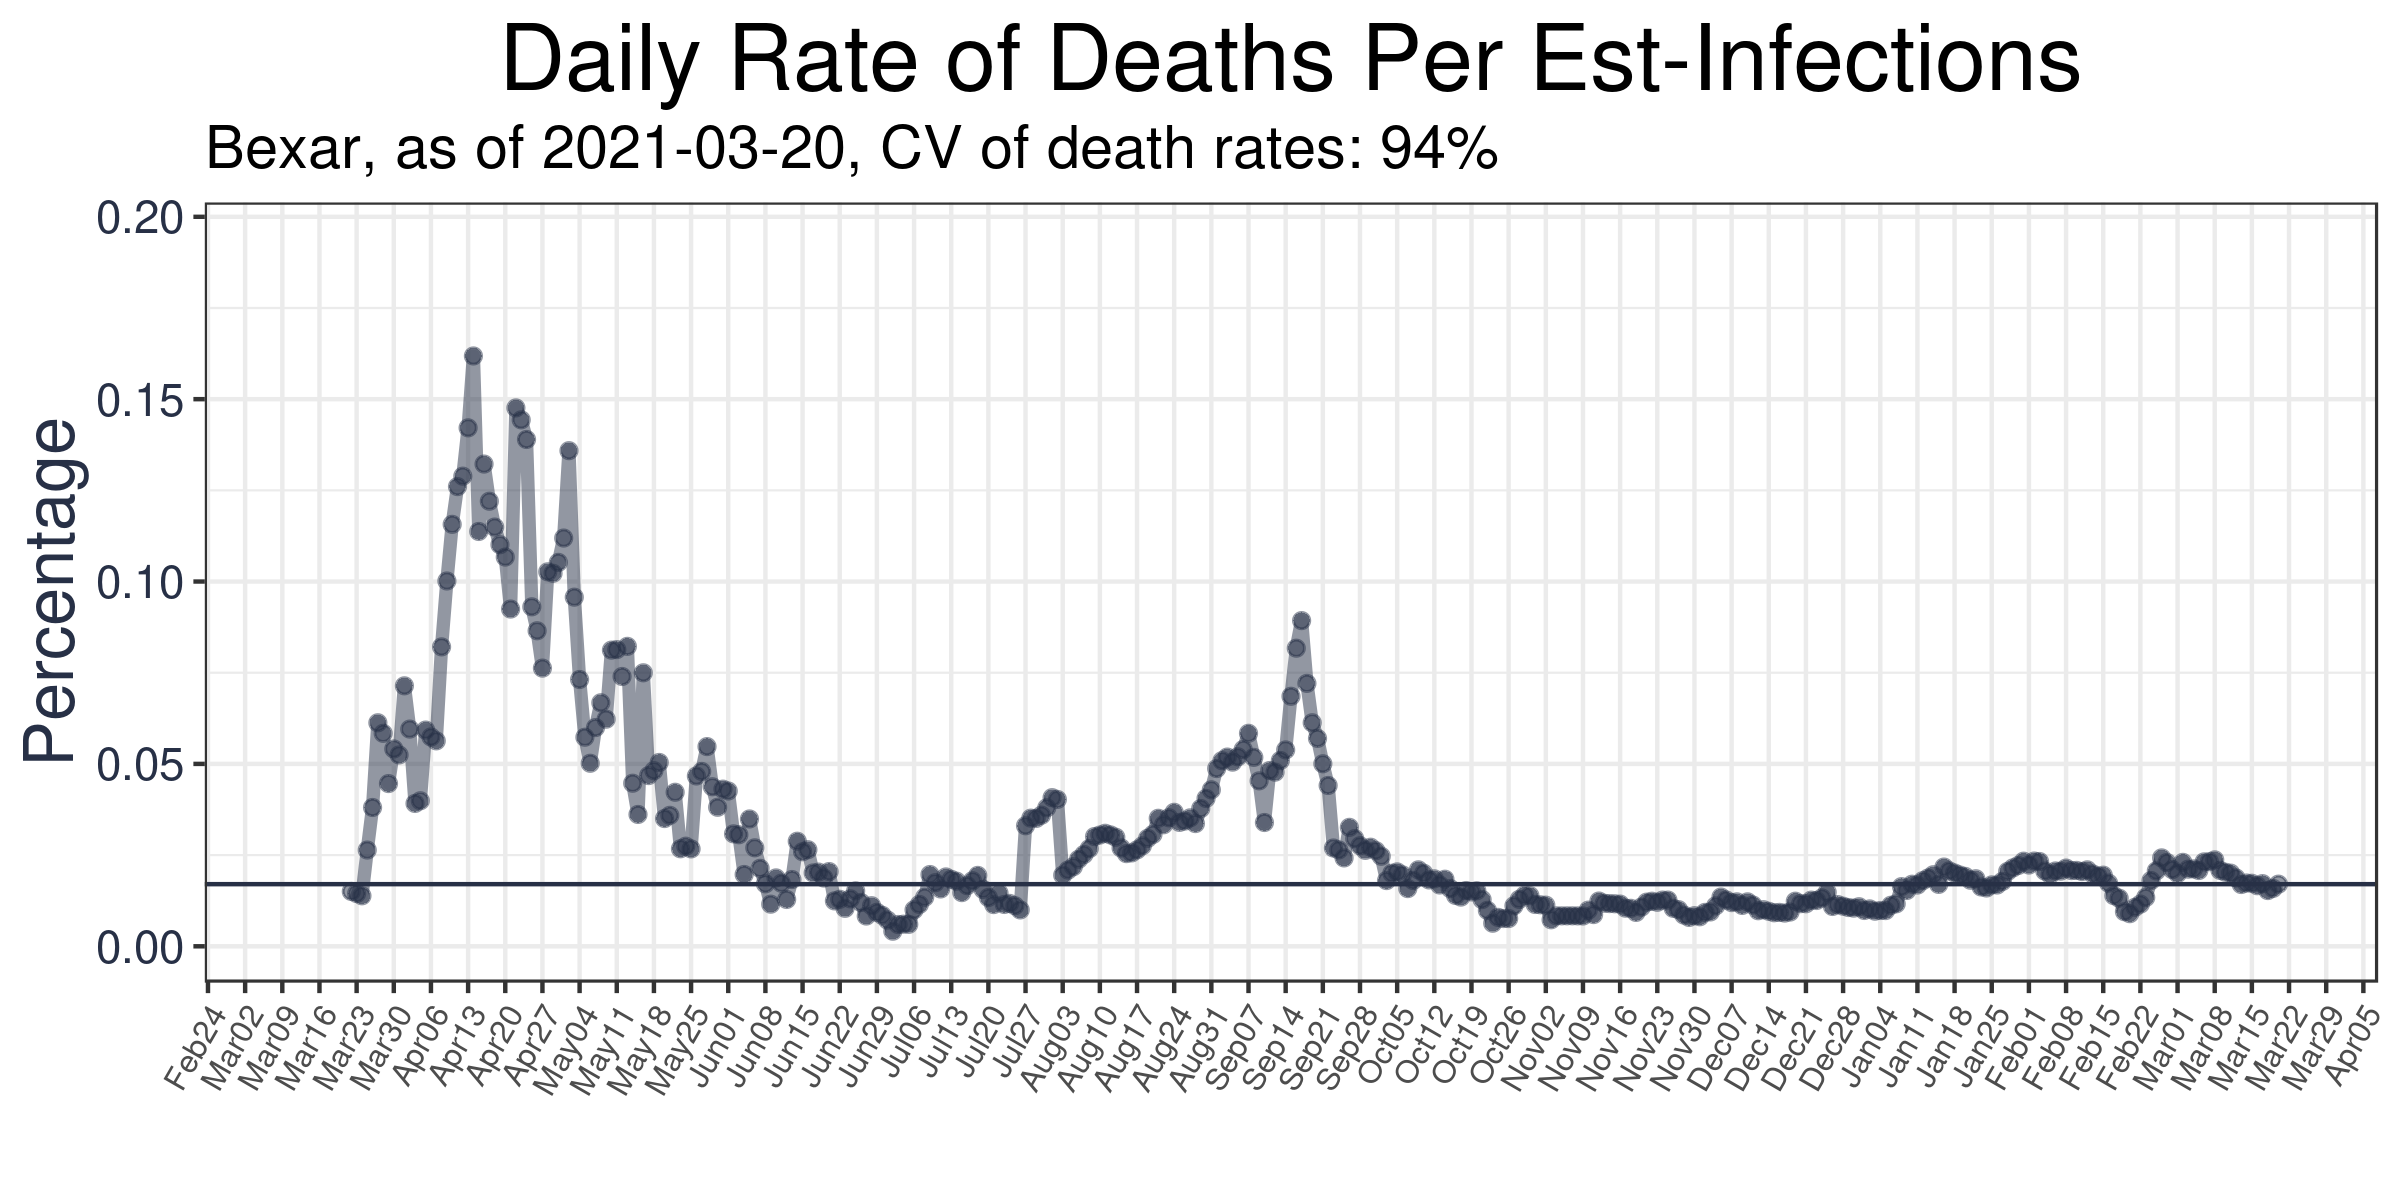 Daily Rate of Deaths Per Est-Infections
Bexar, as of 2021-03-20, CV of death rates: 94%
Percentage
0.20
0.15
0.10
0.05
0.00
Feb24
Mar02
Mar09
Mar16
Mar23
Mar30
Apr06
Apr13
Apr20
Apr27
May04
May11
May18
May25
Jun01
Jun08
Jun15
Jun22
Jun29
Jul06
Jul13
Jul20
Jul27
Aug03
Aug10
Aug17
Aug24
Aug31
Sep07
Sep14
Sep21
Sep28
Oct05
Oct12
Oct19
Oct26
Nov02
Nov09
Nov16
Nov23
Nov30
Dec07
Dec14
Dec21
Dec28
Jan04
Jan11
Jan18
Jan25
Feb01
Feb08
Feb15
Feb22
Mar01
Mar08
Mar15
Mar22
Mar29
Apr05